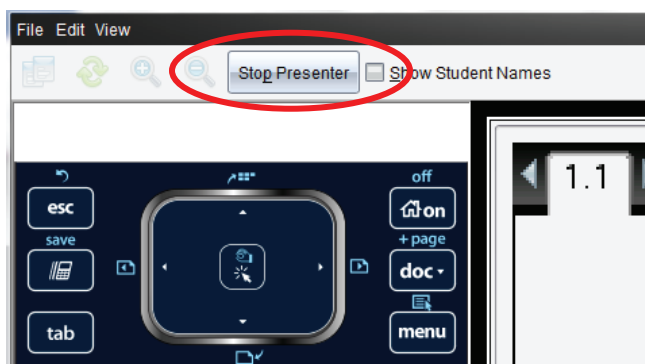 File Edit View
Stop Presenter Show Student Names
off
esc on
save + page
doc
tab menu
1.1